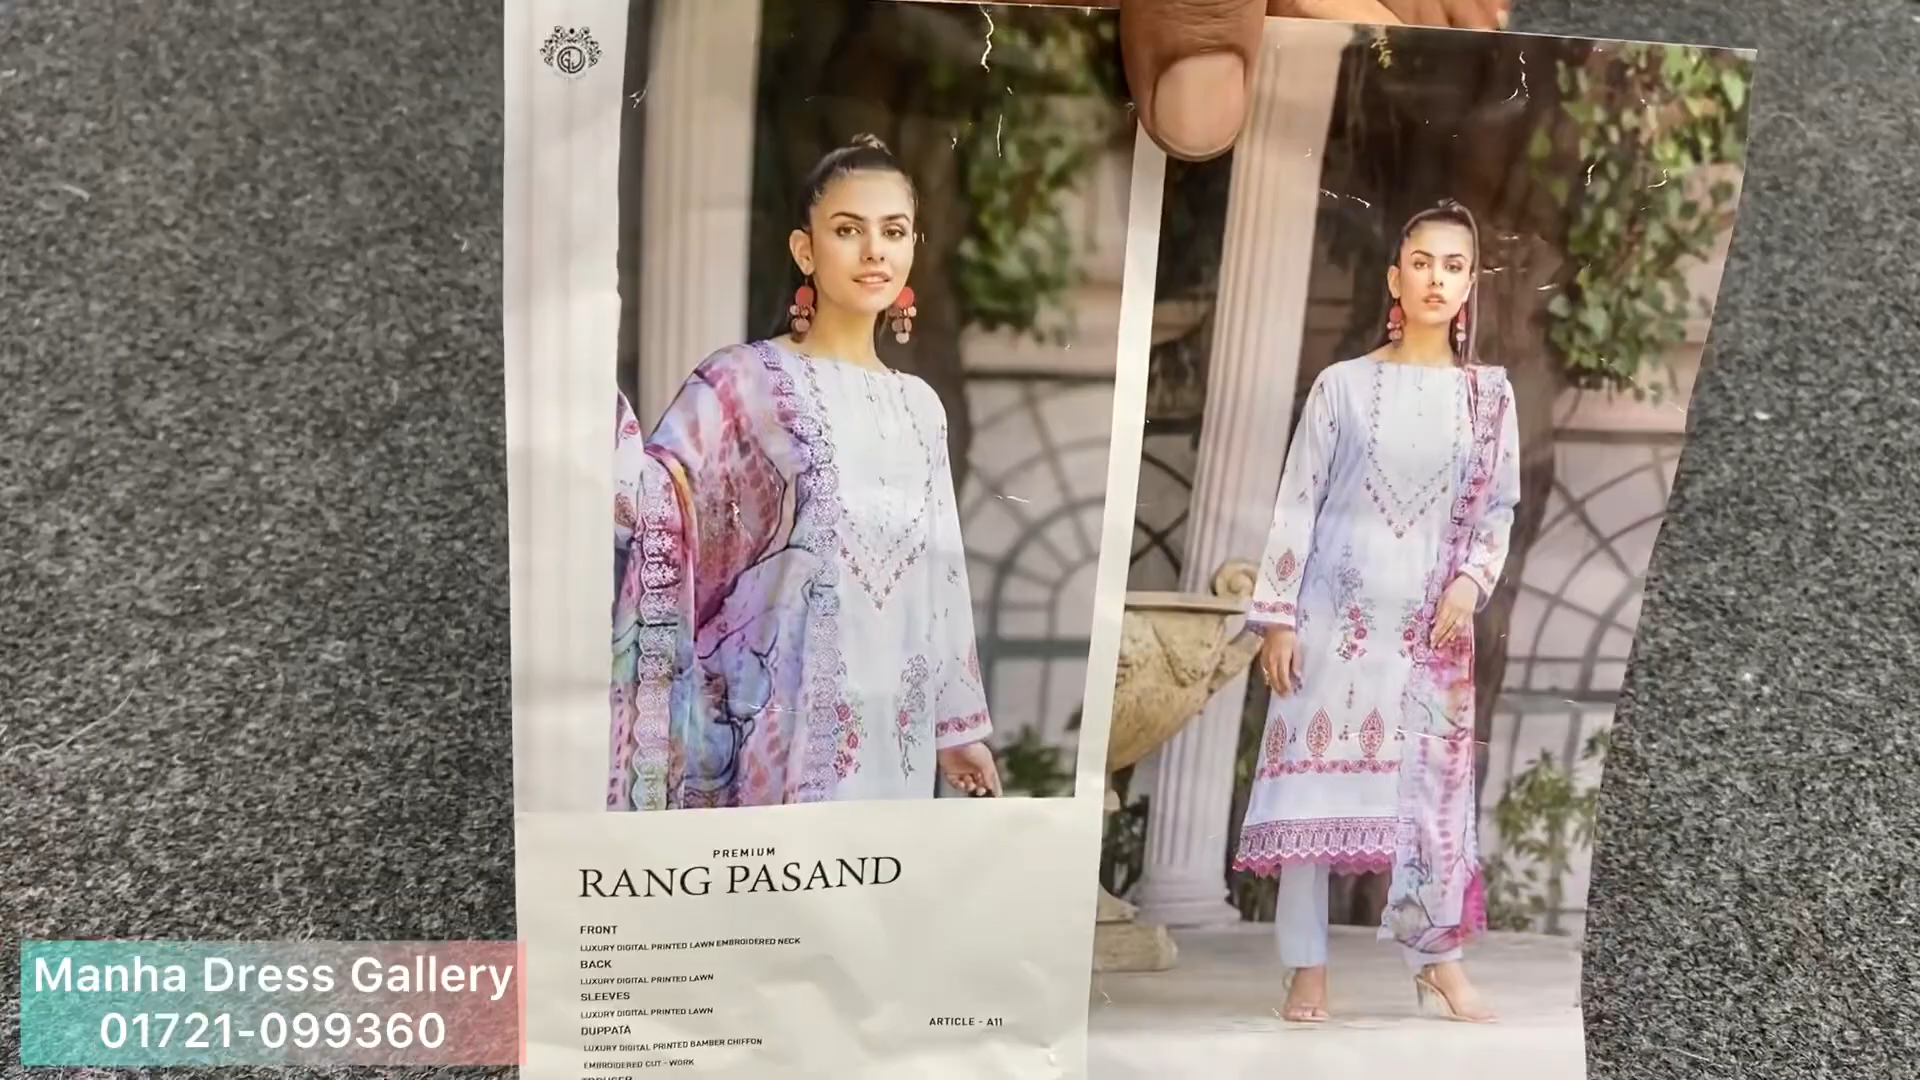 PREMIUM
RANG PASAND
FRONT
LUXURY DIGITAL PRINTED LAWN EMBROIDERED NECK
BACK
LUXURY DIGITAL PRINTED LAWN
SLEEVES
LUXURY DIGITAL PRINTED LAWN
DUPPATA
LUXURY DIGITAL PRINTED BAMBER CHIFFON
EMBROIDERED CUT - WORK
TROUSER
ARTICLE - A11
Manha Dress Gallery
01721-099360